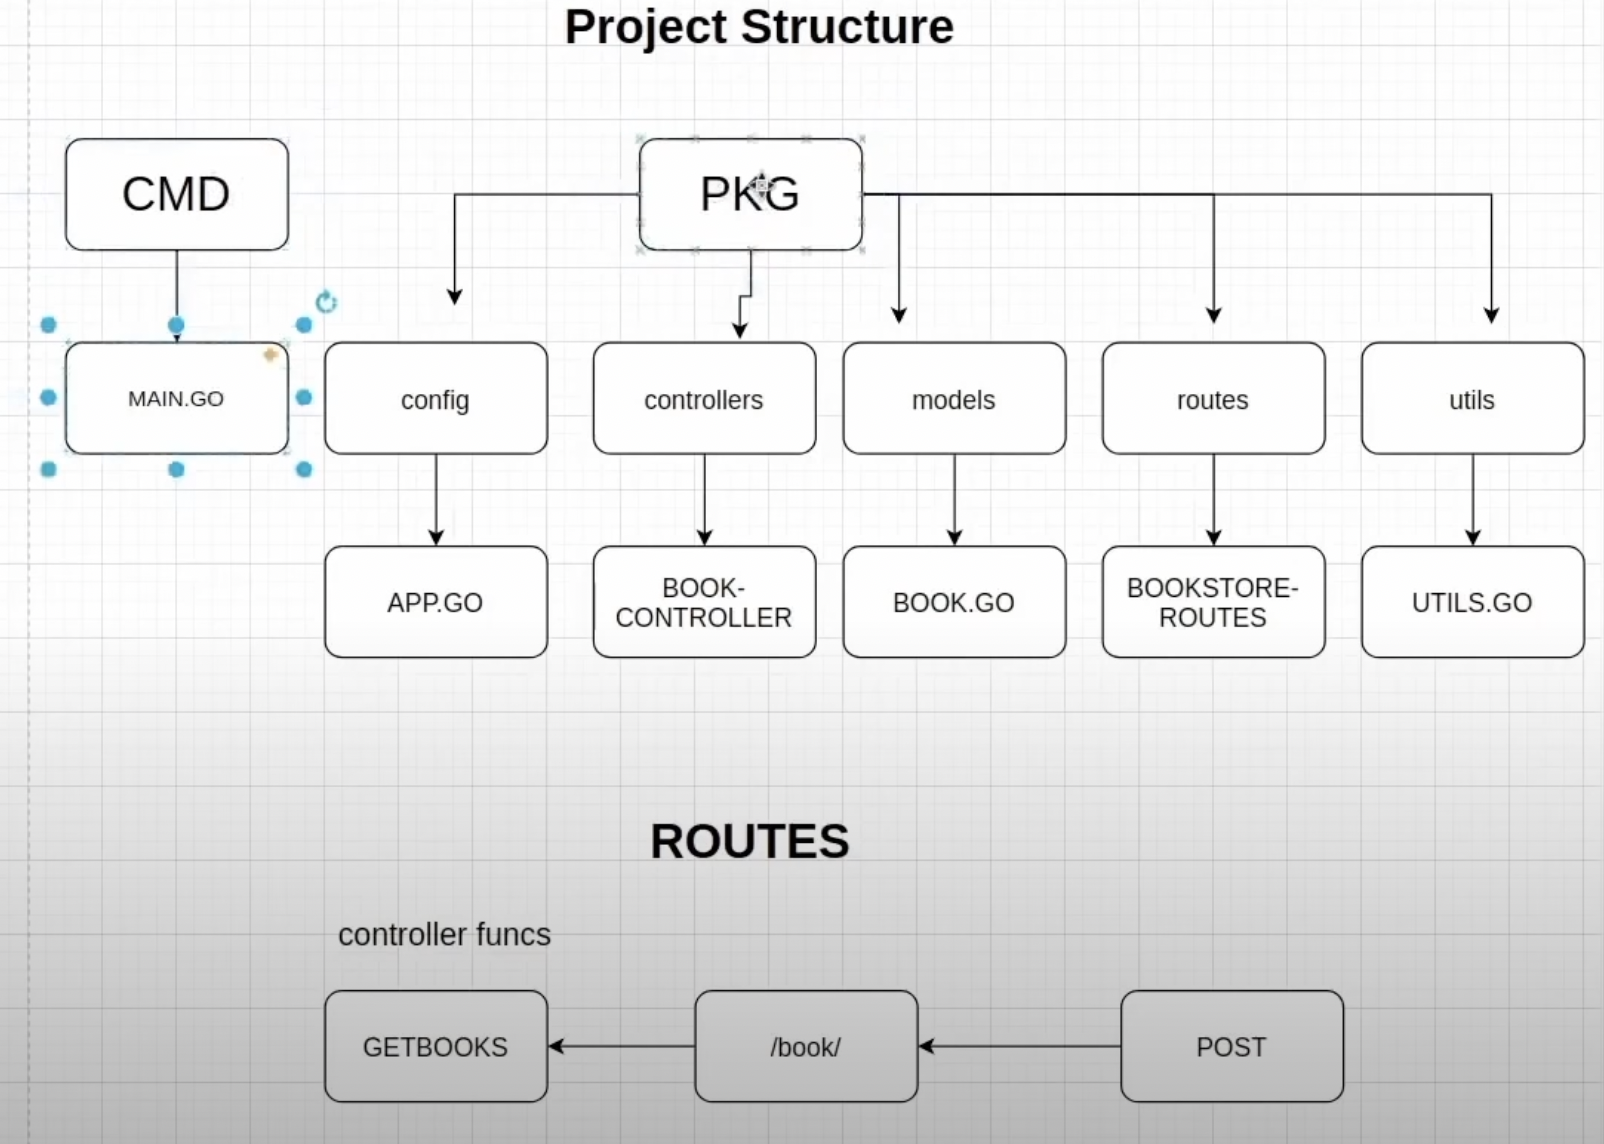 Project Structure
CMD
PKG
MAIN.GO
config
controllers
models
routes
utils
APP.GO
BOOK-
CONTROLLER
BOOK.GO
BOOKSTORE-
ROUTES
UTILS.GO
ROUTES
controller funcs
GETBOOKS
/book/
POST